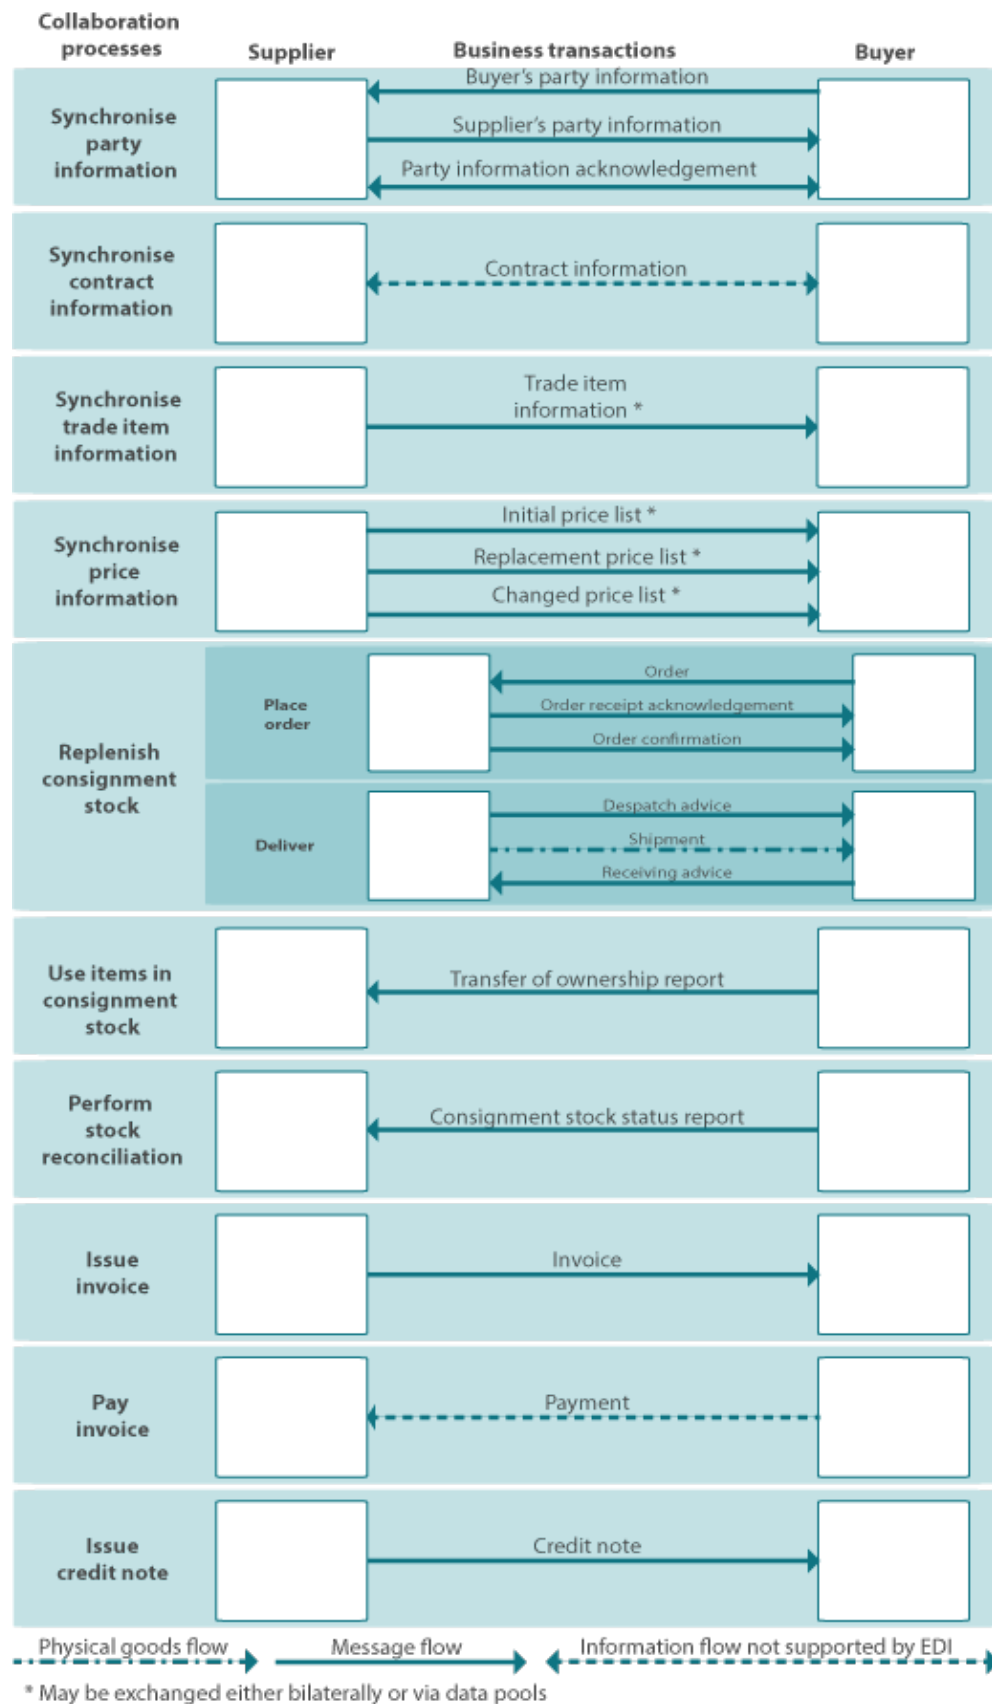 Collaboration
processes
Supplier
Business transactions
Buyer
Synchronise
party
information
Buyer's party information
Supplier's party information
Party information acknowledgement
Synchronise
contract
information
Contract information
Synchronise
trade item
information
Trade item
information *
Synchronise
price
information
Initial price list *
Replacement price list *
Changed price list *
Replenish
consignment
stock
Place
order
Order
Order receipt acknowledgement
Order confirmation
Deliver
Despatch advice
Shipment
Receiving advice
Use items in
consignment
stock
Transfer of ownership report
Perform
stock
reconciliation
Consignment stock status report
Issue
invoice
Invoice
Pay
invoice
Payment
Issue
credit note
Credit note
Physical goods flow
Message flow
Information flow not supported by EDI
* May be exchanged either bilaterally or via data pools